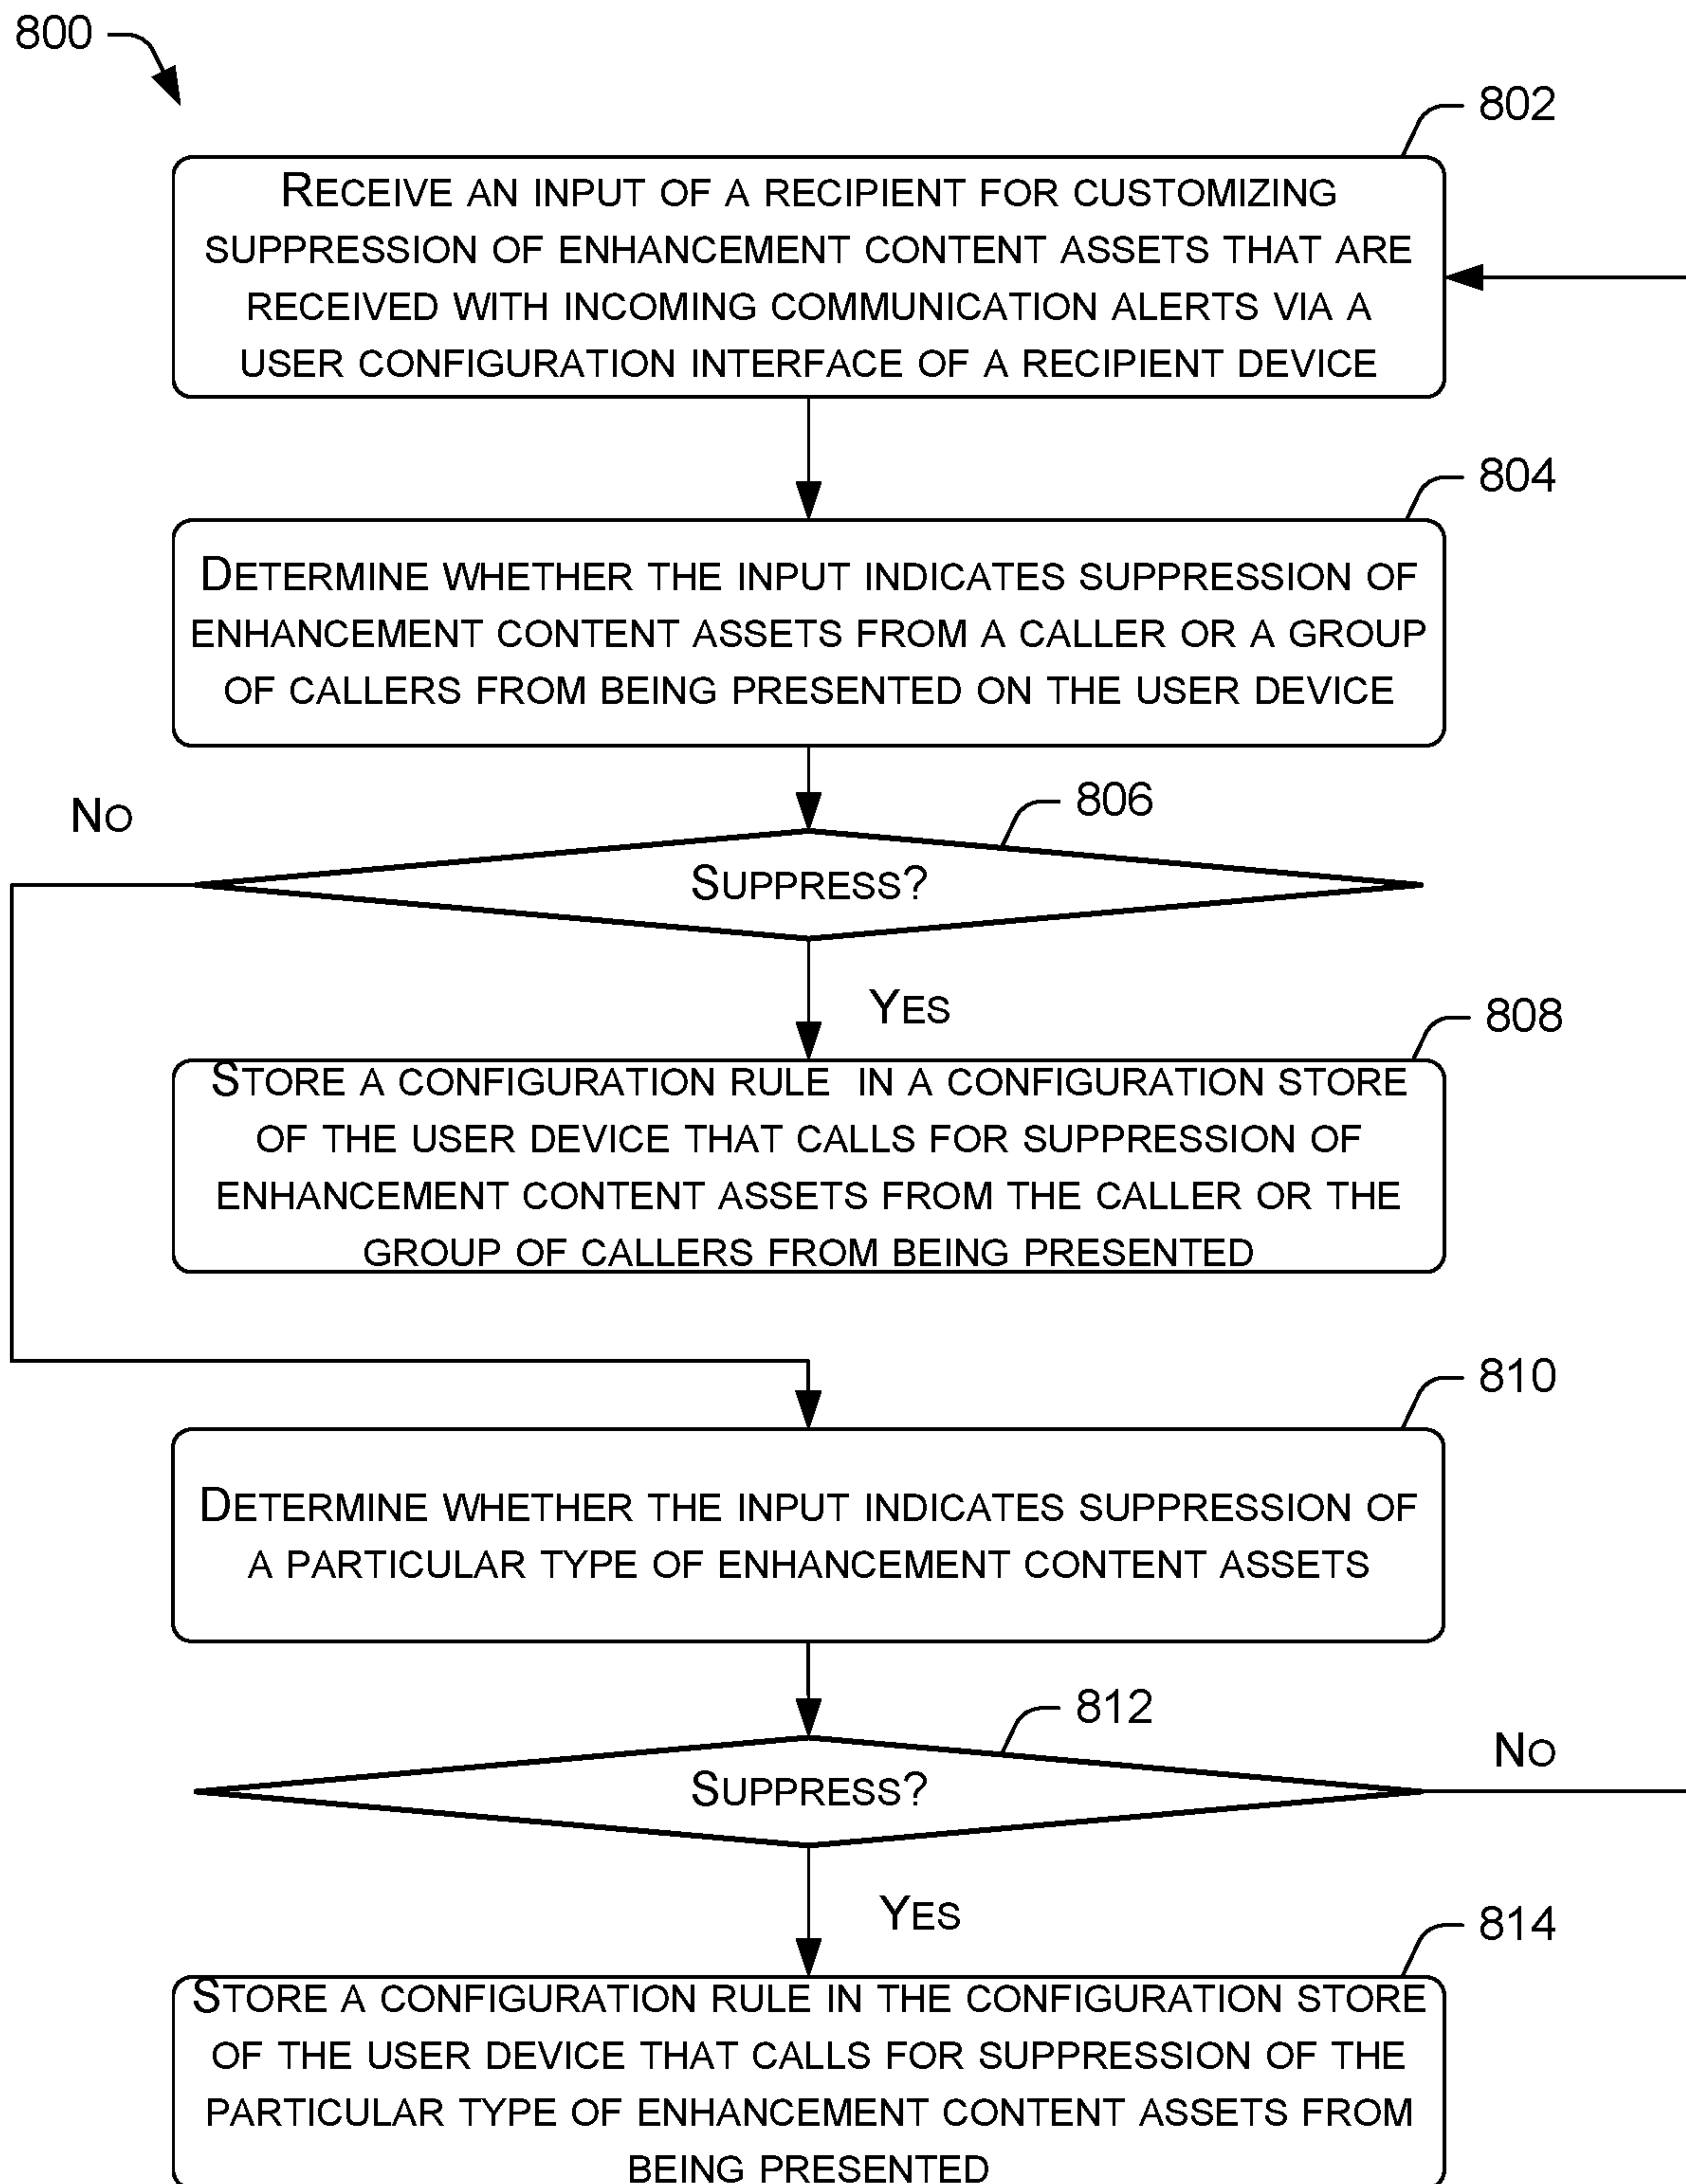 800
802
RECEIVE AN INPUT OF A RECIPIENT FOR CUSTOMIZING
SUPPRESSION OF ENHANCEMENT CONTENT ASSETS THAT ARE
RECEIVED WITH INCOMING COMMUNICATION ALERTS VIA A
USER CONFIGURATION INTERFACE OF A RECIPIENT DEVICE
804
DETERMINE WHETHER THE INPUT INDICATES SUPPRESSION OF
ENHANCEMENT CONTENT ASSETS FROM A CALLER OR A GROUP
OF CALLERS FROM BEING PRESENTED ON THE USER DEVICE
806
NO
SUPPRESS?
YES
808
STORE A CONFIGURATION RULE IN A CONFIGURATION STORE
OF THE USER DEVICE THAT CALLS FOR SUPPRESSION OF
ENHANCEMENT CONTENT ASSETS FROM THE CALLER OR THE
GROUP OF CALLERS FROM BEING PRESENTED
810
DETERMINE WHETHER THE INPUT INDICATES SUPPRESSION OF
A PARTICULAR TYPE OF ENHANCEMENT CONTENT ASSETS
812
NO
SUPPRESS?
YES
814
STORE A CONFIGURATION RULE IN THE CONFIGURATION STORE
OF THE USER DEVICE THAT CALLS FOR SUPPRESSION OF THE
PARTICULAR TYPE OF ENHANCEMENT CONTENT ASSETS FROM
BEING PRESENTED